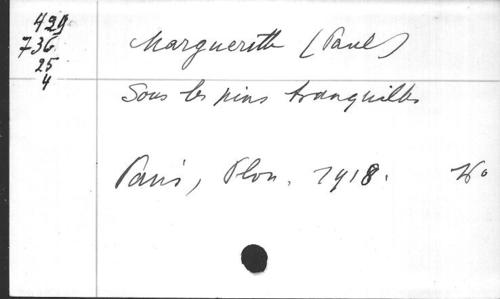 429
736
25
4
Margueritte (Paul)
Sous les pins tranquilles
Paris, Plon. 1918.